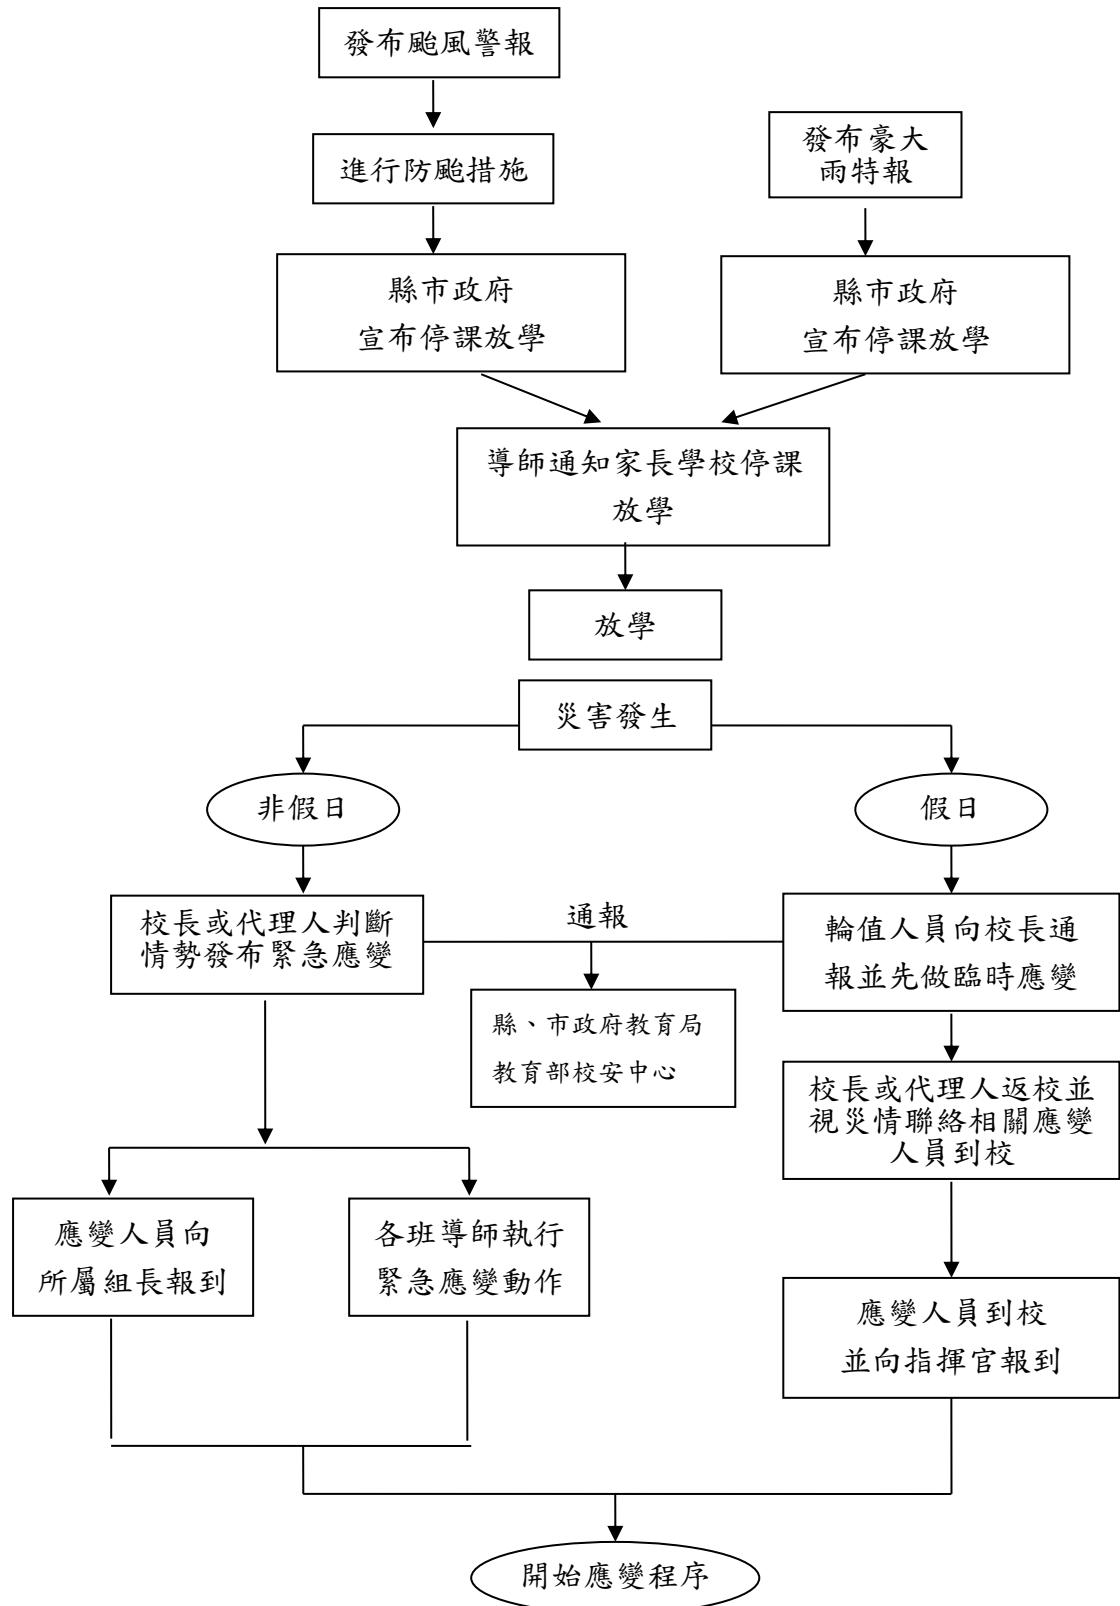 發布颱風警報
進行防颱措施
發布豪大
雨特報
縣市政府
宣布停課放學
縣市政府
宣布停課放學
導師通知家長學校停課
放學
放學
災害發生
非假日
假日
校長或代理人判斷
情勢發布緊急應變
通報
輪值人員向校長通
報並先做臨時應變
縣、市政府教育局
教育部校安中心
校長或代理人返校並
視災情聯絡相關應變
人員到校
應變人員向
所屬組長報到
各班導師執行
緊急應變動作
應變人員到校
並向指揮官報到
開始應變程序